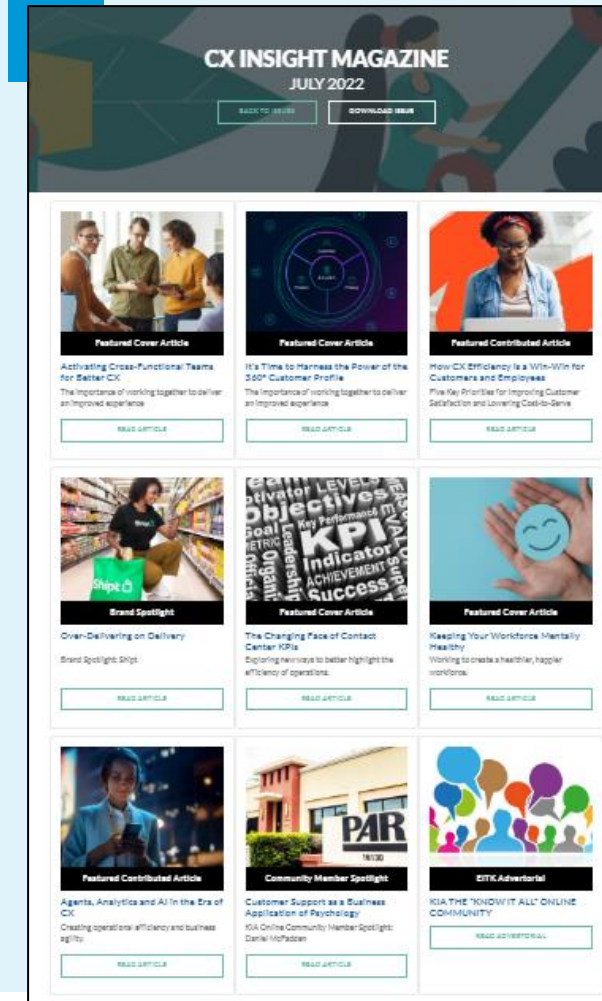 CX INSIGHT MAGAZINE
JULY 2022
BACK TO ISSUES
DOWNLOAD ISSUE
Featured Cover Article
Activating Cross-Functional Teams
for Better CX
The importance of working together to deliver
an improved experience
READ ARTICLE
Featured Cover Article
It's Time to Harness the Power of the
360° Customer Profile
The importance of working together to deliver
an improved experience
READ ARTICLE
Featured Contributed Article
How CX Efficiency is a Win-Win for
Customers and Employees
Five Key Priorities for Improving Customer
Satisfaction and Lowering Cost-to-Serve
READ ARTICLE
Shipt
Brand Spotlight
Over-Delivering on Delivery
Brand Spotlight: Shipt
READ ARTICLE
LEVELS
Objectives
Goal
Key Performance
METRIC
Leadership
KPI
Indicator
ACHIEVEMENT
Success
Featured Cover Article
The Changing Face of Contact
Center KPIs
Exploring new ways to better highlight the
efficiency of operations.
READ ARTICLE
Featured Cover Article
Keeping Your Workforce Mentally
Healthy
Working to create a healthier, happier
workforce.
READ ARTICLE
Featured Contributed Article
Agents, Analytics and AI in the Era of
CX
Creating operational efficiency and business
agility.
READ ARTICLE
PAR
Community Member Spotlight
Customer Support as a Business
Application of Psychology
KIA Online Community Member Spotlight:
Daniel McFadden
READ ARTICLE
EITK Advertorial
KIA THE "KNOW IT ALL" ONLINE
COMMUNITY
READ ADVERTORIAL